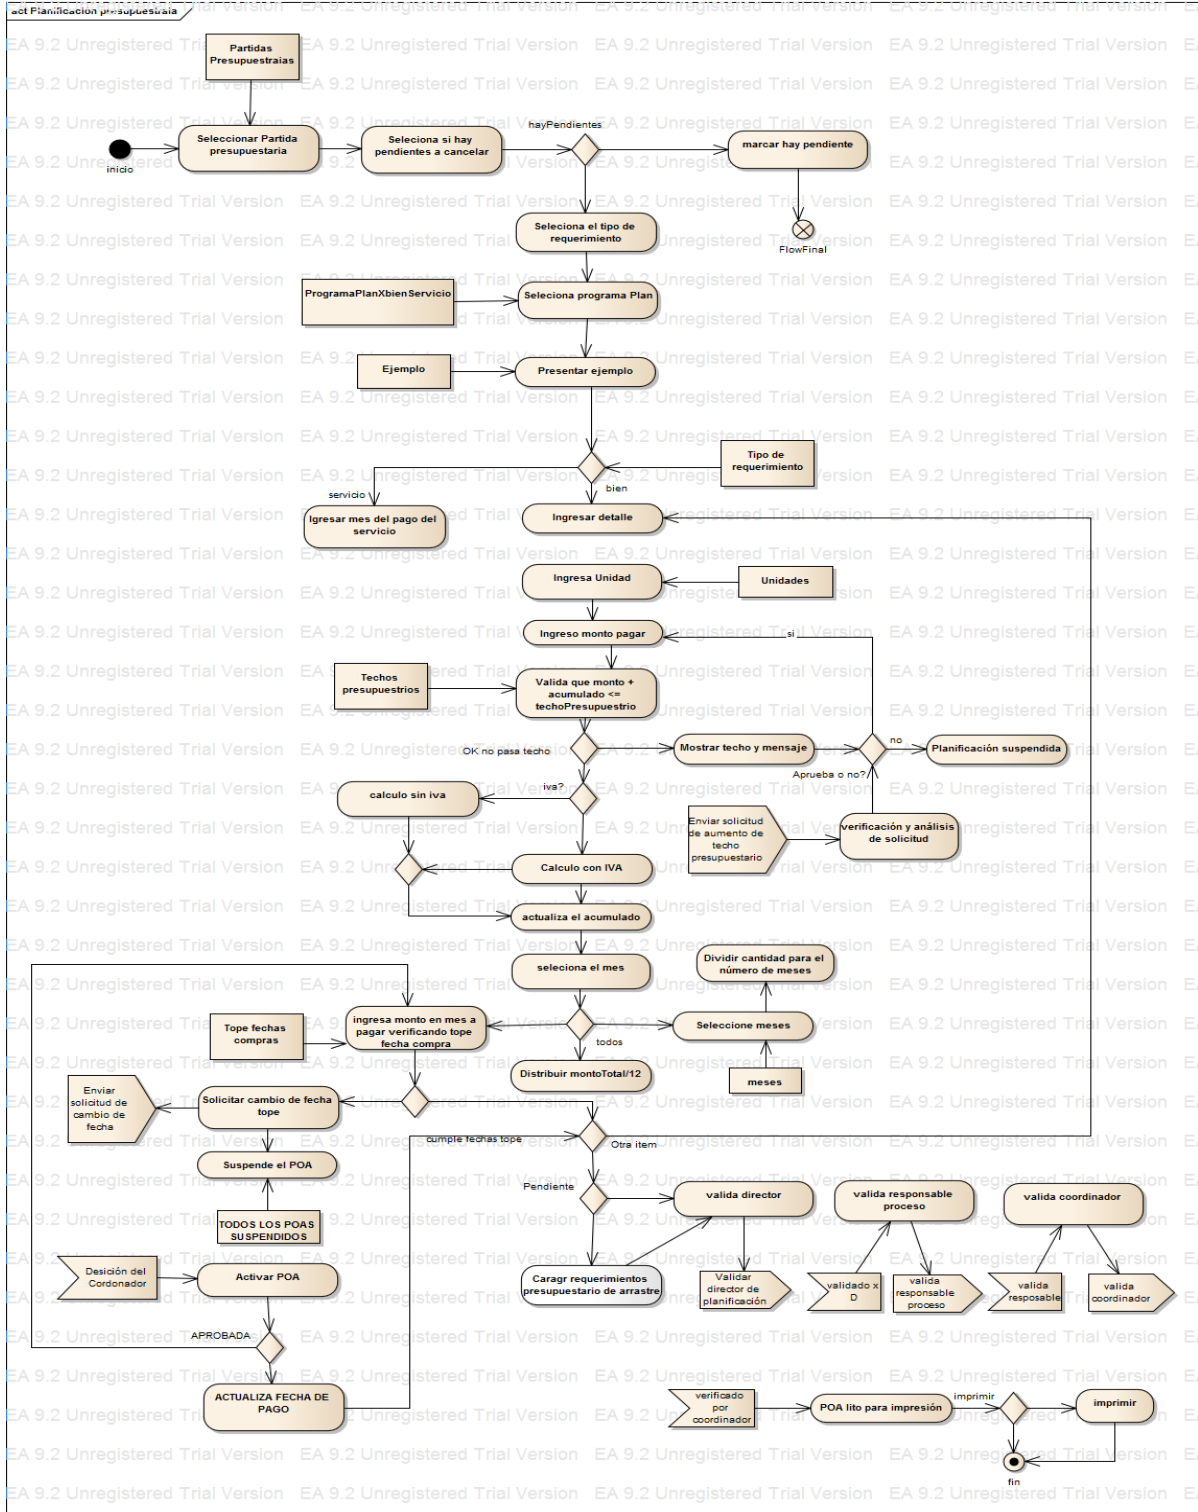 act Planificacion presupuestraia
Partidas
Presupuestraias
Seleccionar Partida
presupuestaria
Seleciona si hay
pendientes a cancelar
hayPendientes
marcar hay pendiente
inicio
FlowFinal
Seleciona el tipo de
requerimiento
ProgramaPlanXbienServicio
Seleciona programa Plan
Ejemplo
Presentar ejemplo
Tipo de
requerimiento
servicio
bien
Igresar mes del pago del
servicio
Ingresar detalle
Ingresa Unidad
Unidades
Ingreso monto pagar
si
Techos
presupuestrios
Valida que monto +
acumulado <=
techoPresupuestrio
OK no pasa techo
Mostrar techo y mensaje
no
Planificación suspendida
Aprueba o no?
iva?
calculo sin iva
Enviar solicitud
de aumento de
techo
presupuestario
verificación y análisis
de solicitud
Calculo con IVA
actualiza el acumulado
seleciona el mes
Dividir cantidad para el
número de meses
Tope fechas
compras
ingresa monto en mes a
pagar verificando tope
fecha compra
Seleccione meses
todos
Distribuir montoTotal/12
meses
Enviar
solicitud de
cambio de
fecha
Solicitar cambio de fecha
tope
cumple fechas tope
Otra item
Suspende el POA
TODOS LOS POAS
SUSPENDIDOS
Pendiente
valida director
valida responsable
proceso
valida coordinador
Desición del
Cordonador
Activar POA
Caragr requerimientos
presupuestario de arrastre
Validar
director de
planificación
validado x
D
valida
responsable
proceso
valida
resposable
valida
coordinador
APROBADA
ACTUALIZA FECHA DE
PAGO
verificado
por
coordinador
POA lito para impresión
imprimir
imprimir
fin
EA 9.2 Unregistered Trial Version